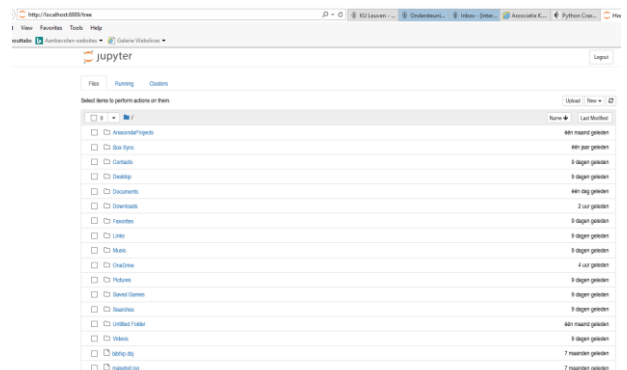 http://localhost:8889/tree
KU Leuven - ...
Onderteuni...
Inbox - [Inter...
Associatie K...
Python Cras...
View Favorites Tools Help
Aanbevolen websites
Galerie Webslices
jupyter
Logout
Files Running Clusters
Select items to perform actions on them.
Upload New
/ Name Last Modified
AnacondaProjects één maand geleden
Box Sync één jaar geleden
Contacts 9 dagen geleden
Desktop 9 dagen geleden
Documents één dag geleden
Downloads 2 uur geleden
Favorites 9 dagen geleden
Links 9 dagen geleden
Music 9 dagen geleden
OneDrive 4 uur geleden
Pictures 9 dagen geleden
Saved Games 9 dagen geleden
Searches 9 dagen geleden
Untitled Folder één maand geleden
Videos 9 dagen geleden
7 maanden geleden
7 maanden geleden